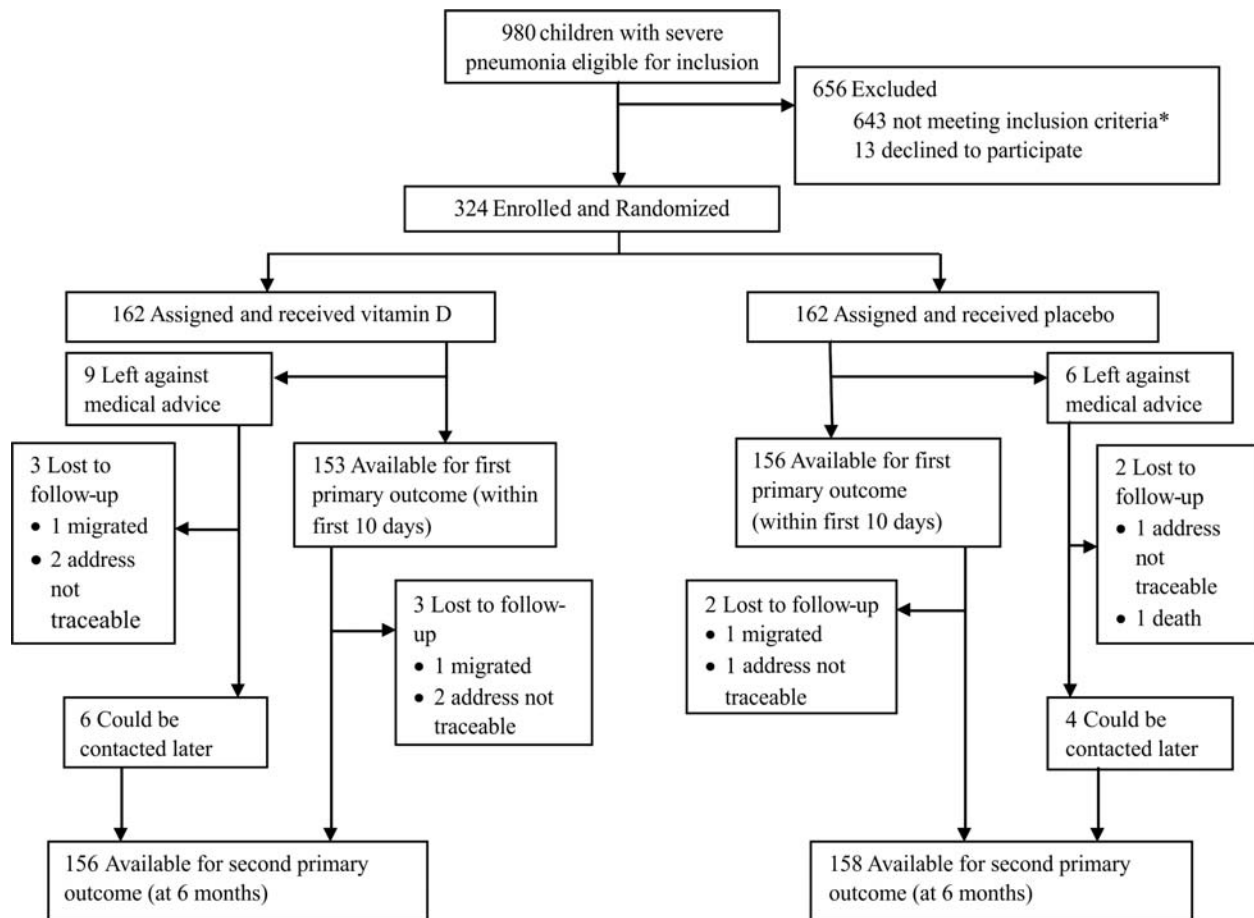 980 children with severe
pneumonia eligible for inclusion
656 Excluded
643 not meeting inclusion criteria*
13 declined to participate
324 Enrolled and Randomized
162 Assigned and received vitamin D
162 Assigned and received placebo
9 Left against
medical advice
6 Left against
medical advice
3 Lost to
follow-up
• 1 migrated
• 2 address
not
traceable
153 Available for first
primary outcome (within
first 10 days)
156 Available for first
primary outcome
(within first 10 days)
2 Lost to
follow-up
• 1 address
not
traceable
• 1 death
3 Lost to follow-
up
• 1 migrated
• 2 address not
traceable
2 Lost to follow-up
• 1 migrated
• 1 address not
traceable
6 Could be
contacted later
4 Could be
contacted later
156 Available for second primary
outcome (at 6 months)
158 Available for second primary
outcome (at 6 months)